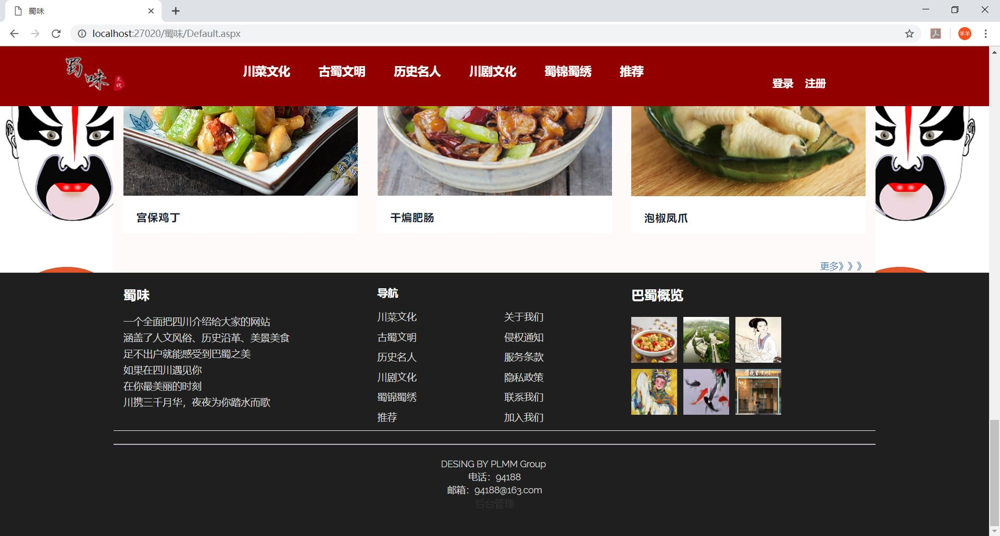 蜀味
localhost:27020/蜀味/Default.aspx
羊羊
蜀味 文化
川菜文化 古蜀文明 历史名人 川剧文化 蜀锦蜀绣 推荐
登录 注册
宫保鸡丁
干煸肥肠
泡椒凤爪
更多》》》
蜀味
一个全面把四川介绍给大家的网站
涵盖了人文风俗、历史沿革、美景美食
足不出户就能感受到巴蜀之美
如果在四川遇见你
在你最美丽的时刻
川携三千月华，夜夜为你踏水而歌
导航
川菜文化
古蜀文明
历史名人
川剧文化
蜀锦蜀绣
推荐
关于我们
侵权通知
服务条款
隐私政策
联系我们
加入我们
巴蜀概览
DESING BY PLMM Group
电话：94188
邮箱：94188@163.com
后台管理